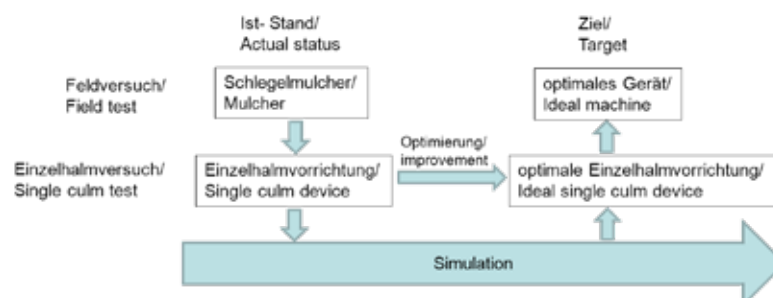 Ist- Stand/
Actual status
Ziel/
Target
Feldversuch/
Field test
Schlegelmulcher/
Mulcher
optimales Gerät/
Ideal machine
Optimierung/
improvement
Einzelhalmversuch/
Single culm test
Einzelhalmvorrichtung/
Single culm device
optimale Einzelhalmvorrichtung/
Ideal single culm device
Simulation